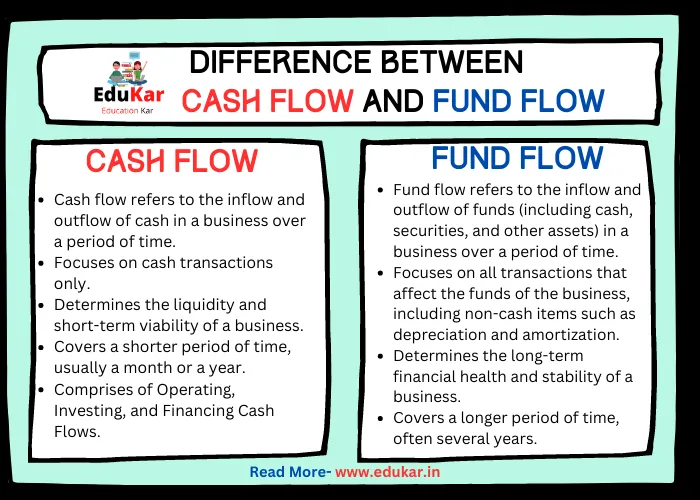 DIFFERENCE BETWEEN
CASH FLOW AND FUND FLOW
EduKar
Education Kar
CASH FLOW
• Cash flow refers to the inflow and
outflow of cash in a business over
a period of time.
• Focuses on cash transactions
only.
• Determines the liquidity and
short-term viability of a business.
• Covers a shorter period of time,
usually a month or a year.
• Comprises of Operating,
Investing, and Financing Cash
Flows.
FUND FLOW
• Fund flow refers to the inflow and
outflow of funds (including cash,
securities, and other assets) in a
business over a period of time.
• Focuses on all transactions that
affect the funds of the business,
including non-cash items such as
depreciation and amortization.
• Determines the long-term
financial health and stability of a
business.
• Covers a longer period of time,
often several years.
Read More- www.edukar.in